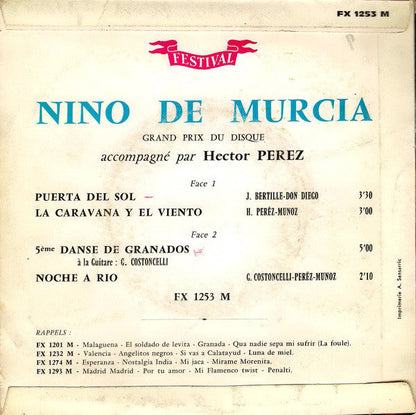 FX 1253 M
FESTIVAL
NINO DE MURCIA
GRAND PRIX DU DISQUE
accompagné par Hector PEREZ
Face 1
PUERTA DEL SOL J. BERTILLE-DON DIEGO 3'30
LA CARAVANA Y EL VIENTO H. PERÉZ-MUNOZ 3'00
Face 2
5ème DANSE DE GRANADOS 5'00
à la Guitare : G. COSTONCELLI
NOCHE A RIO G. COSTONCELLI-PERÉZ-MUNOZ 2'10
FX 1253 M
Imprimerie A. Senserric
RAPPELS :
FX 1201 M - Malaguena - El soldado de levita - Granada - Qua nadie sepa mi sufrir (La foule).
FX 1232 M - Valencia - Angelitos negros - Si vas a Calatayud - Luna de miel.
FX 1274 M - Esperanza - Nostalgia India - Mi jaca - Mirame Morenita.
FX 1293 M - Madrid Madrid - Por tu amor - Mi Flamenco twist - Penalti.